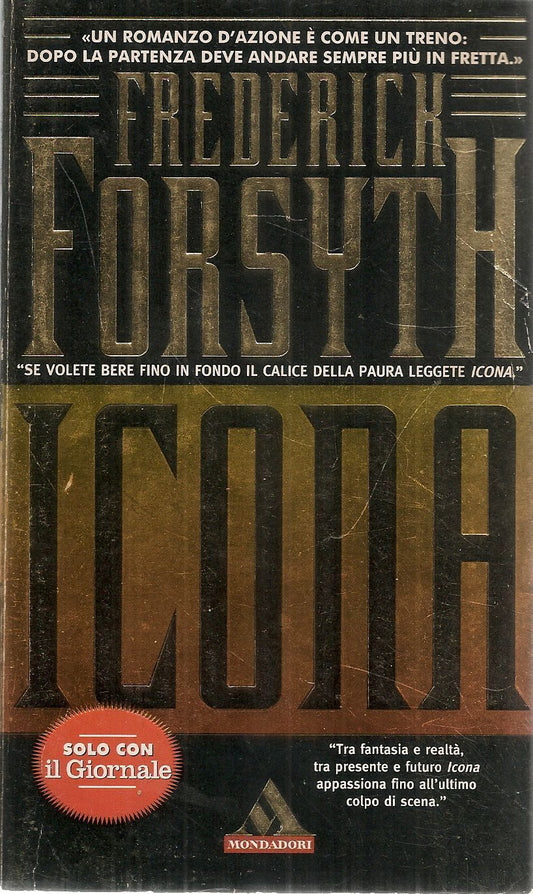 «UN ROMANZO D'AZIONE È COME UN TRENO:
DOPO LA PARTENZA DEVE ANDARE SEMPRE PIÙ IN FRETTA.»
FREDERICK
FORSYTH
"SE VOLETE BERE FINO IN FONDO IL CALICE DELLA PAURA LEGGETE ICONA."
ICONA
SOLO CON
il Giornale
"Tra fantasia e realtà,
tra presente e futuro Icona
appassiona fino all'ultimo
colpo di scena."
MONDADORI